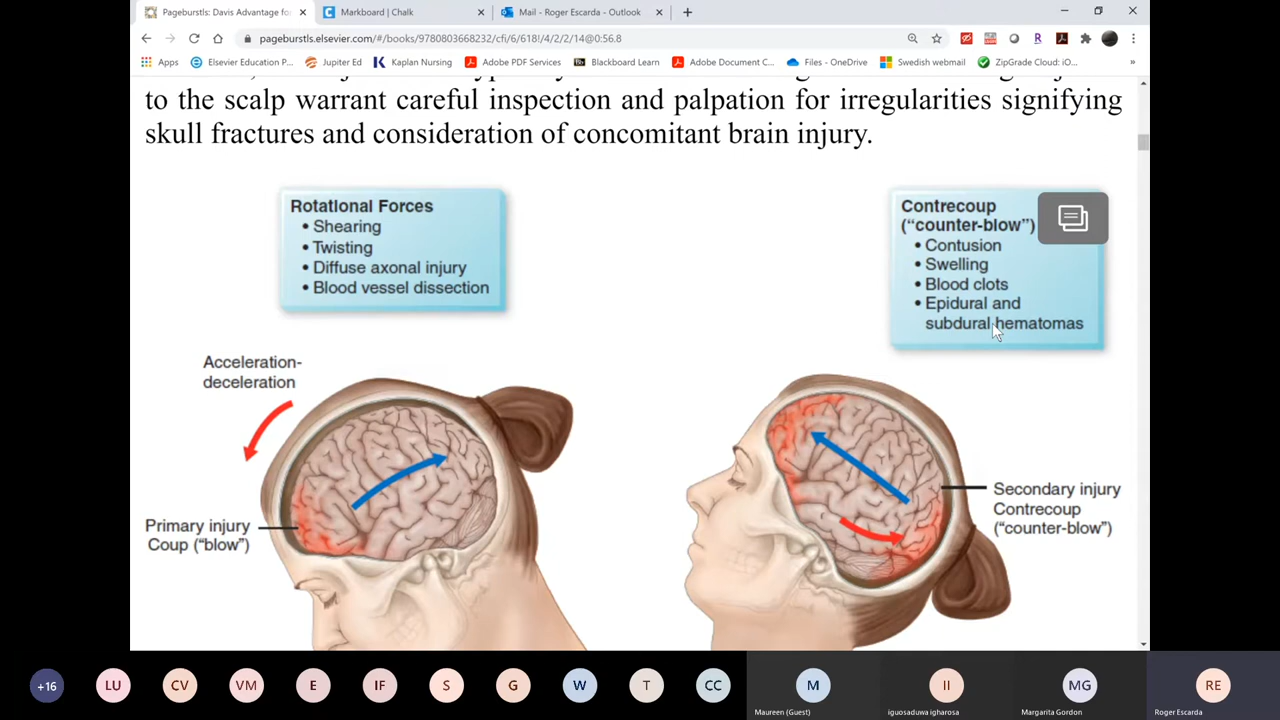 Pageburstls: Davis Advantage for
Markboard | Chalk
Mail - Roger Escarda - Outlook
pageburstls.elsevier.com/#/books/9780803668232/cfi/6/618!/4/2/2/14@0:56.8
Apps
Elsevier Education P...
Jupiter Ed
Kaplan Nursing
Adobe PDF Services
Blackboard Learn
Adobe Document C...
Files - OneDrive
Swedish webmail
ZipGrade Cloud: iO...
to the scalp warrant careful inspection and palpation for irregularities signifying
skull fractures and consideration of concomitant brain injury.
Rotational Forces
• Shearing
• Twisting
• Diffuse axonal injury
• Blood vessel dissection
Contrecoup
(“counter-blow”)
• Contusion
• Swelling
• Blood clots
• Epidural and
subdural hematomas
Acceleration-
deceleration
Primary injury
Coup (“blow”)
Secondary injury
Contrecoup
(“counter-blow”)
+16
LU
CV
VM
E
IF
S
G
W
T
CC
M
II
MG
RE
Maureen (Guest)
iguosaduwa igharosa
Margarita Gordon
Roger Escarda